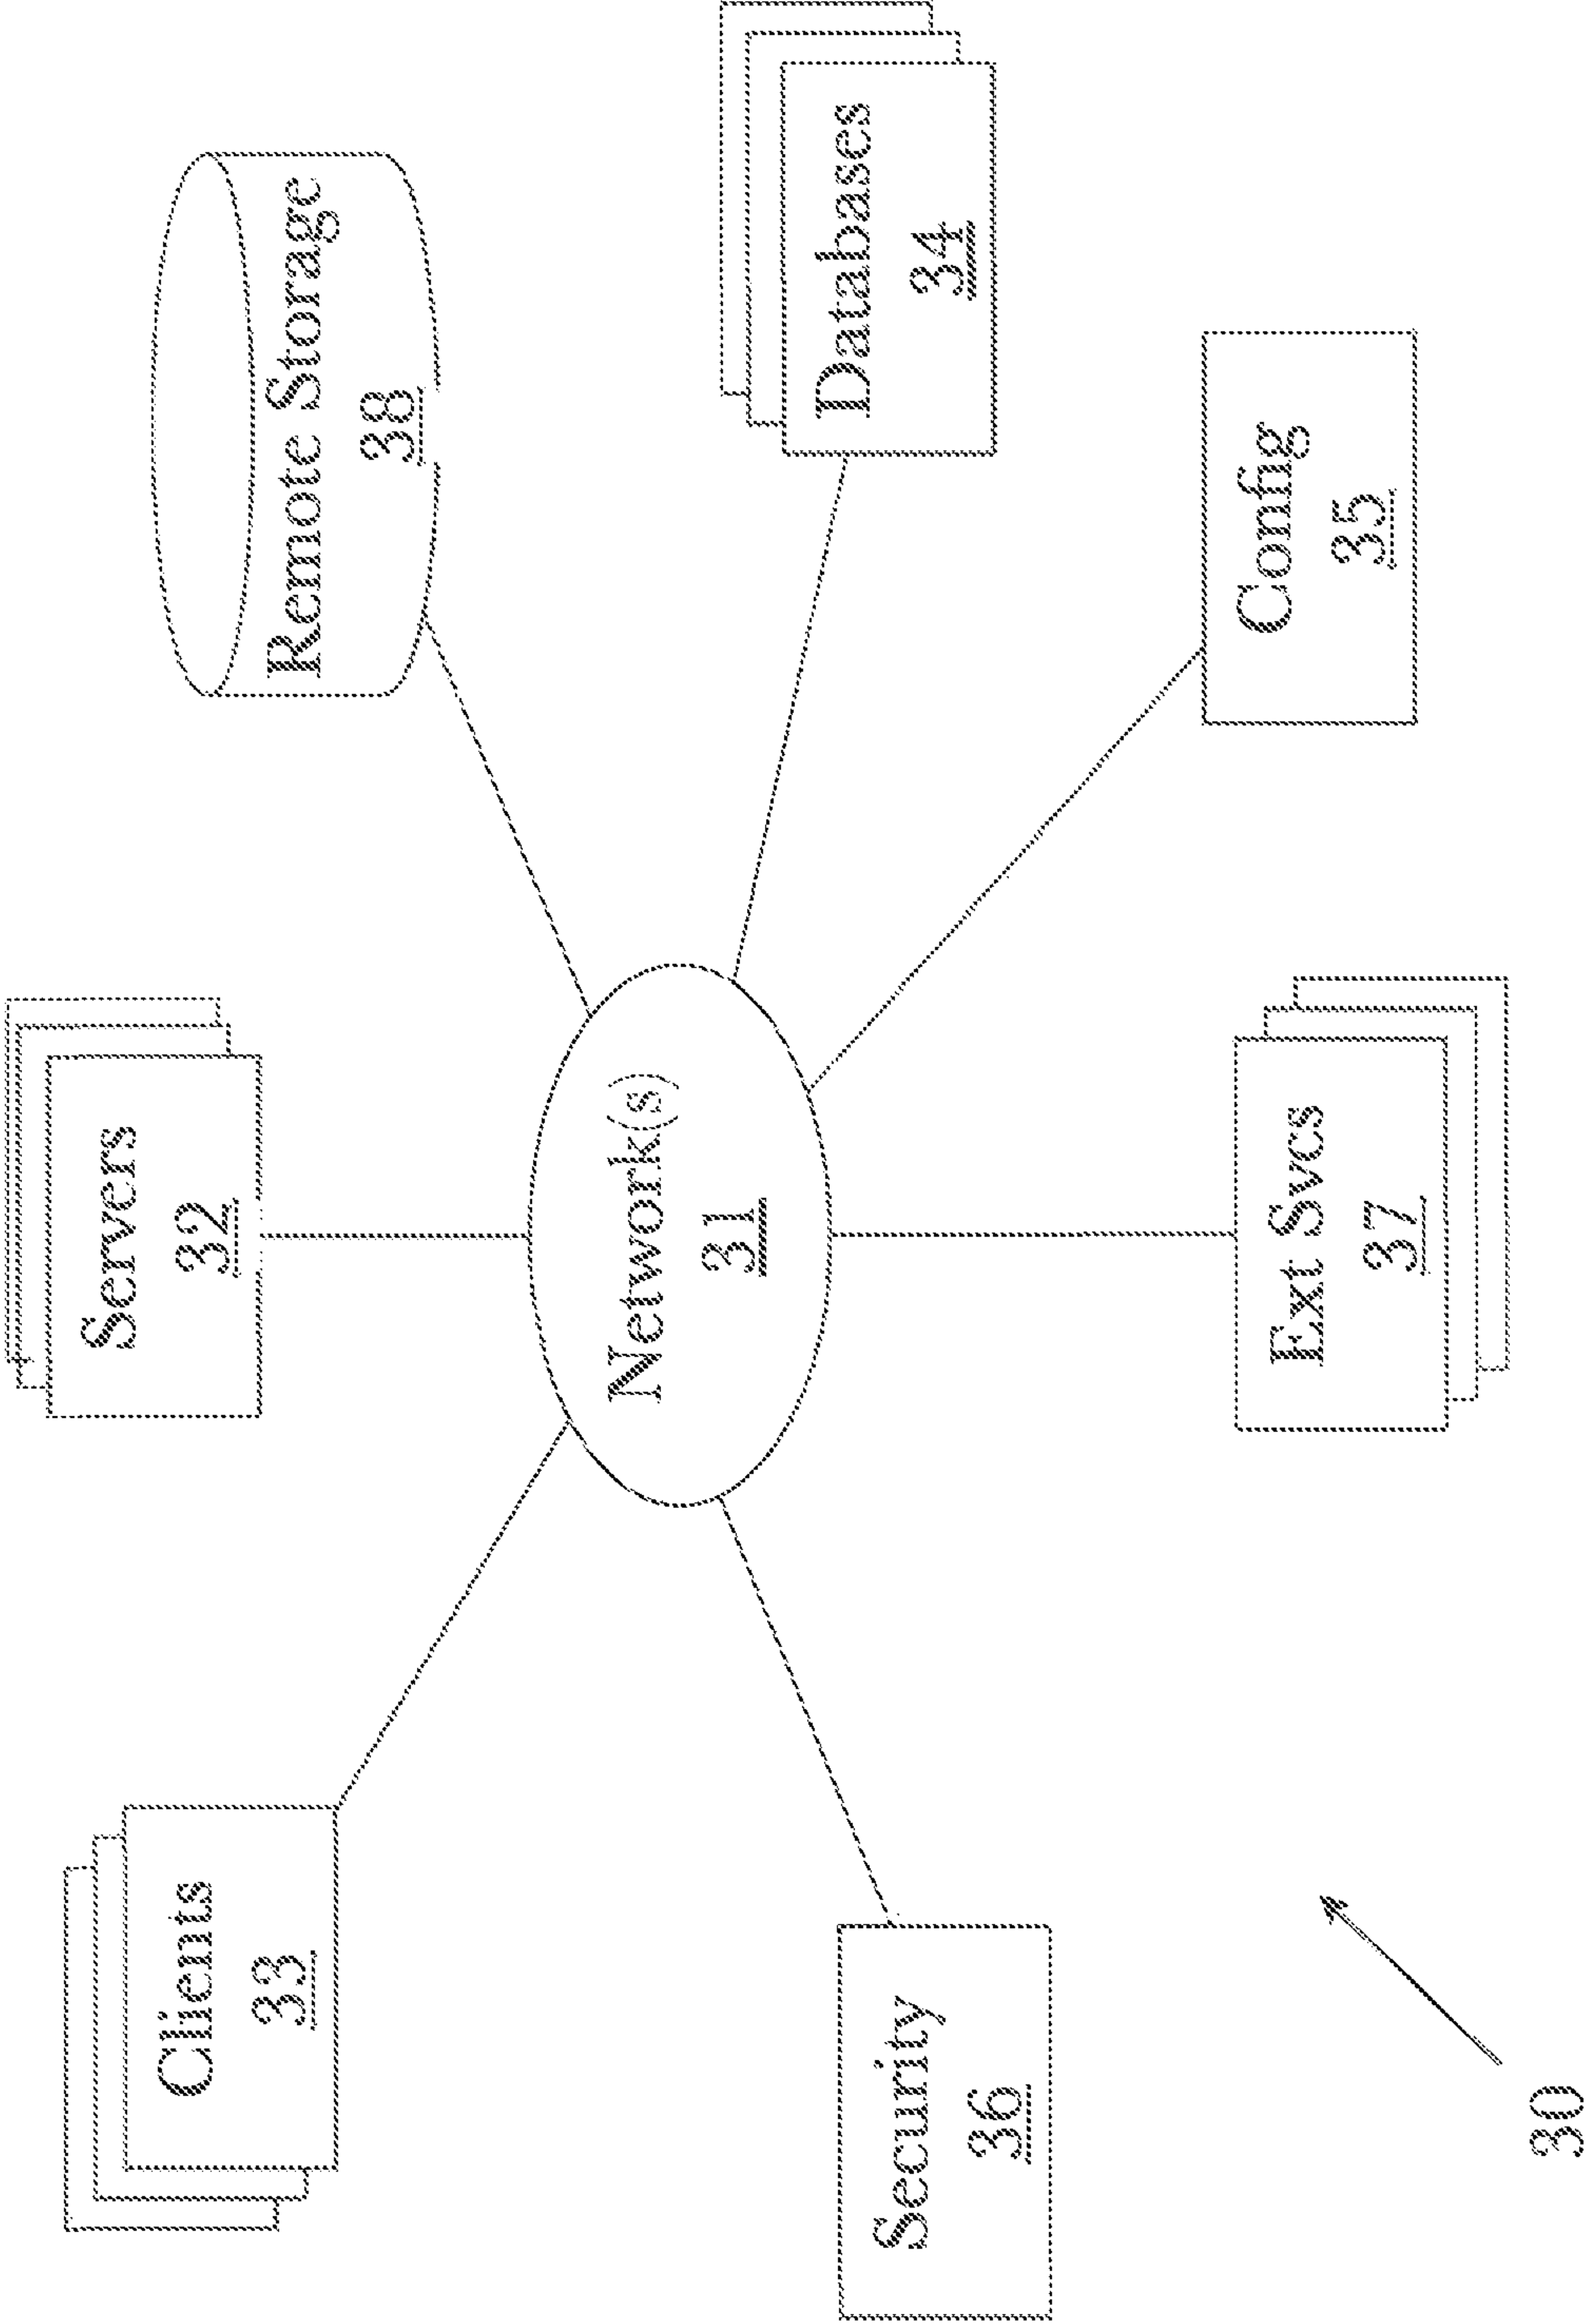 Servers
32
Clients
33
Remote Storage
38
Network(s)
31
Databases
34
Security
36
Config
35
Ext Svcs
37
30